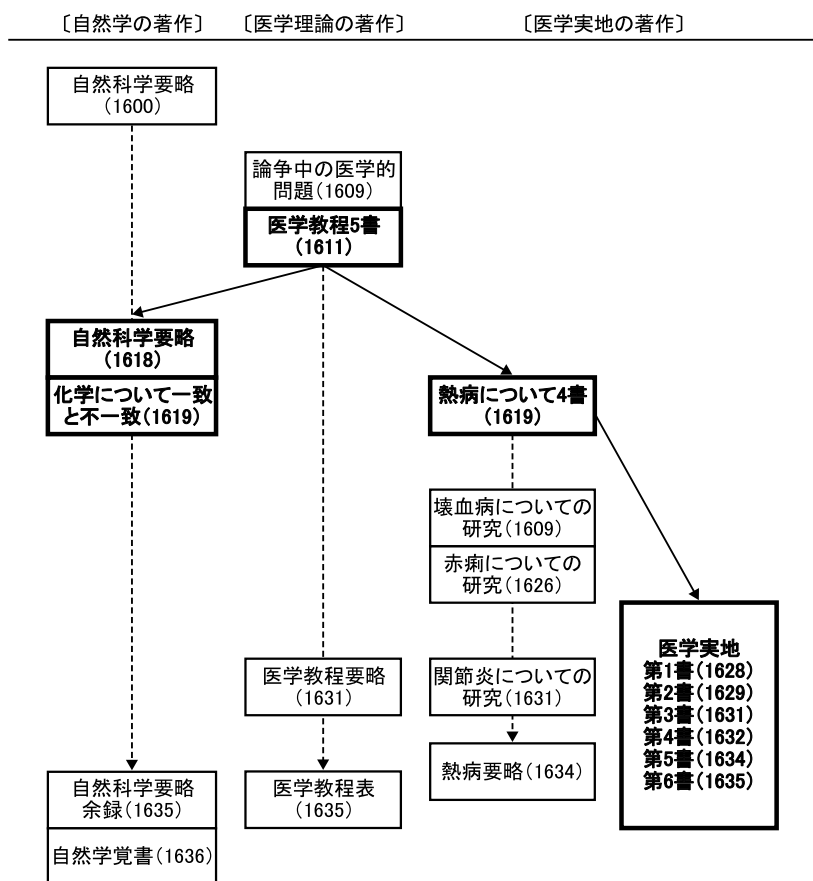 〔自然学の著作〕
〔医学理論の著作〕
〔医学実地の著作〕
自然科学要略
(1600)
論争中の医学的
問題(1609)
医学教程5書
(1611)
自然科学要略
(1618)
化学について一致
と不一致(1619)
熱病について4書
(1619)
壊血病についての
研究(1609)
赤痢についての
研究(1626)
医学教程要略
(1631)
関節炎についての
研究(1631)
医学実地
第1書(1628)
第2書(1629)
第3書(1631)
第4書(1632)
第5書(1634)
第6書(1635)
熱病要略(1634)
自然科学要略
余録(1635)
自然学覚書(1636)
医学教程表
(1635)